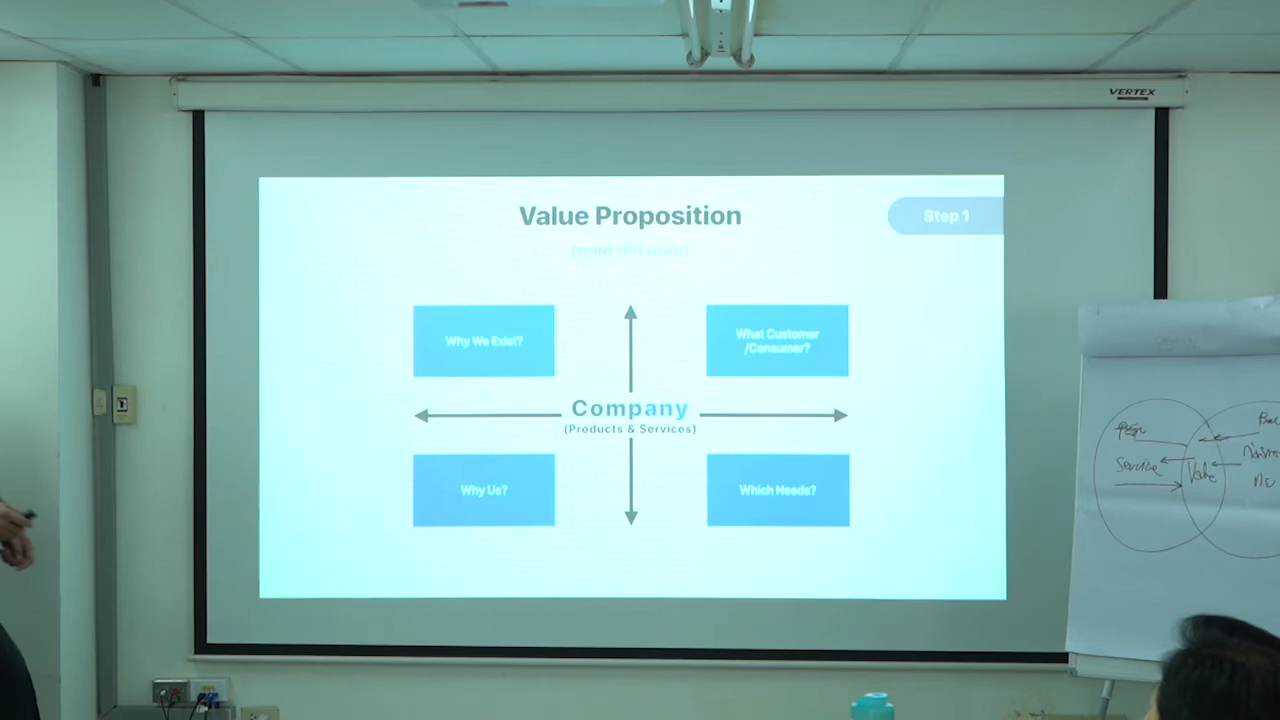 VERTEX
Value Proposition
Step 1
Why We Exist?
What Customer
/Consumer?
Company
(Products & Services)
Why Us?
Which Needs?
Service